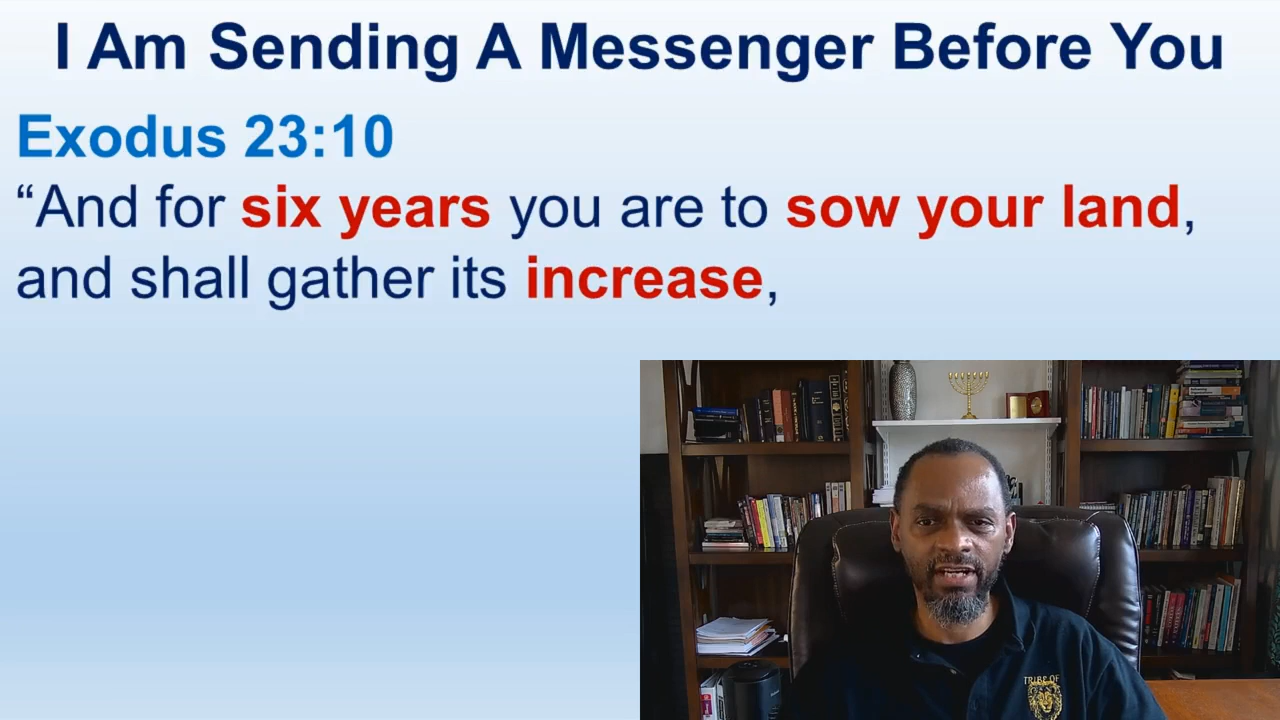 I Am Sending A Messenger Before You
Exodus 23:10
“And for six years you are to sow your land,
and shall gather its increase,
TRIBE OF